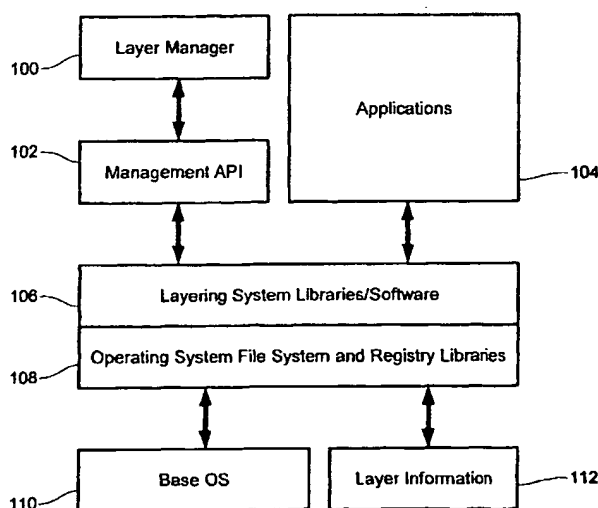 Layer Manager
100
Applications
102
Management API
104
106
Layering System Libraries/Software
Operating System File System and Registry Libraries
108
Base OS
Layer Information
112
110